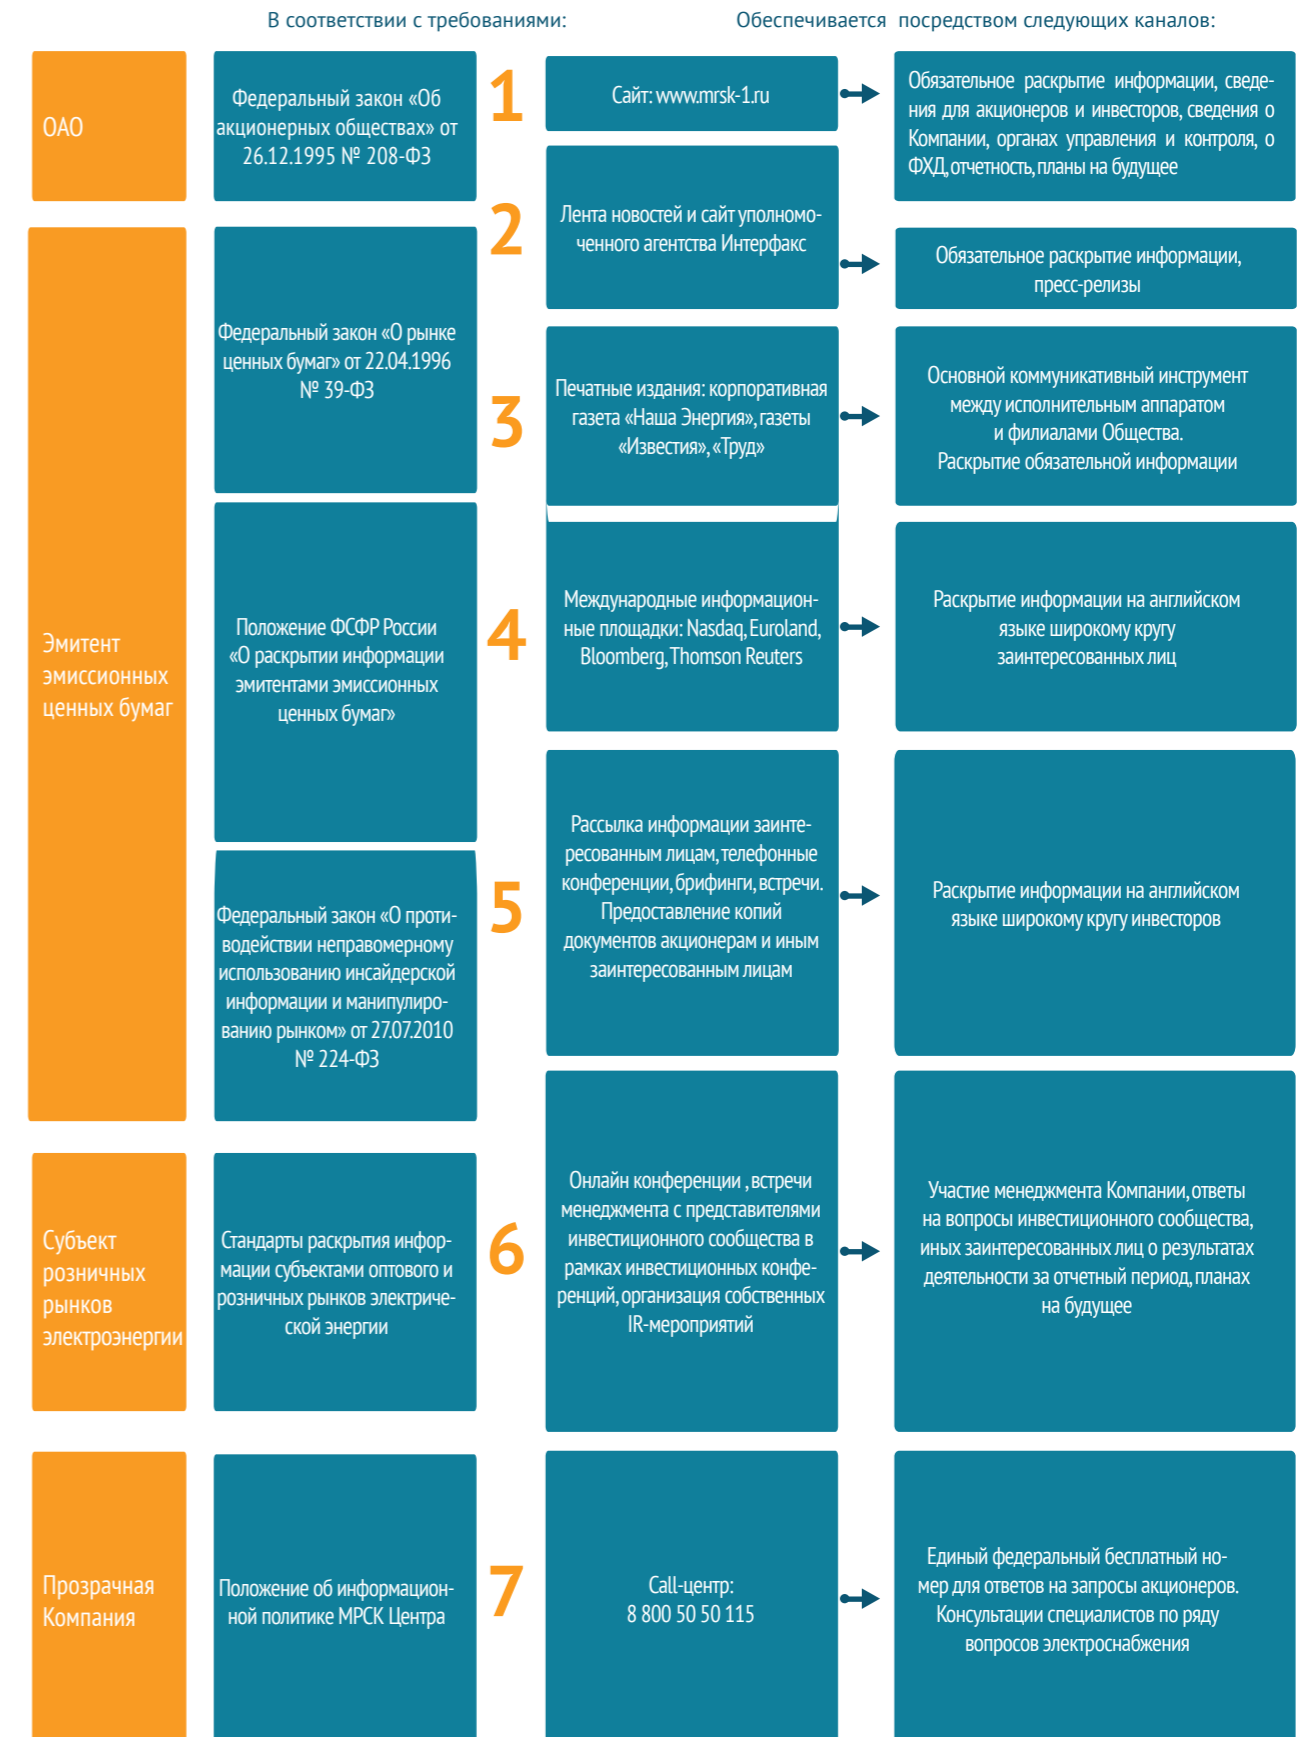 В соответствии с требованиями:
Обеспечивается посредством следующих каналов:
ОАО
Федеральный закон «Об
акционерных обществах» от
26.12.1995 № 208-ФЗ
1
Сайт: www.mrsk-1.ru
Обязательное раскрытие информации, сведе-
ния для акционеров и инвесторов, сведения о
Компании, органах управления и контроля, о
ФХД, отчетность, планы на будущее
2
Лента новостей и сайт уполномо-
ченного агентства Интерфакс
Обязательное раскрытие информации,
пресс-релизы
Эмитент
эмиссионных
ценных бумаг
Федеральный закон «О рынке
ценных бумаг» от 22.04.1996
№ 39-ФЗ
3
Печатные издания: корпоративная
газета «Наша Энергия», газеты
«Известия», «Труд»
Основной коммуникативный инструмент
между исполнительным аппаратом
и филиалами Общества.
Раскрытие обязательной информации
Положение ФСФР России
«О раскрытии информации
эмитентами эмиссионных
ценных бумаг»
4
Международные информацион-
ные площадки: Nasdaq, Euroland,
Bloomberg, Thomson Reuters
Раскрытие информации на английском
языке широкому кругу
заинтересованных лиц
Федеральный закон «О проти-
водействии неправомерному
использованию инсайдерской
информации и манипулиро-
ванию рынком» от 27.07.2010
№ 224-ФЗ
5
Рассылка информации заинте-
ресованным лицам, телефонные
конференции, брифинги, встречи.
Предоставление копий
документов акционерам и иным
заинтересованным лицам
Раскрытие информации на английском
языке широкому кругу инвесторов
Субъект
розничных
рынков
электроэнергии
Стандарты раскрытия инфор-
мации субъектами оптового и
розничных рынков электриче-
ской энергии
6
Онлайн конференции , встречи
менеджмента с представителями
инвестиционного сообщества в
рамках инвестиционных конфе-
ренций, организация собственных
IR-мероприятий
Участие менеджмента Компании, ответы
на вопросы инвестиционного сообщества,
иных заинтересованных лиц о результатах
деятельности за отчетный период, планах
на будущее
Прозрачная
Компания
Положение об информацион-
ной политике МРСК Центра
7
Call-центр:
8 800 50 50 115
Единый федеральный бесплатный но-
мер для ответов на запросы акционеров.
Консультации специалистов по ряду
вопросов электроснабжения